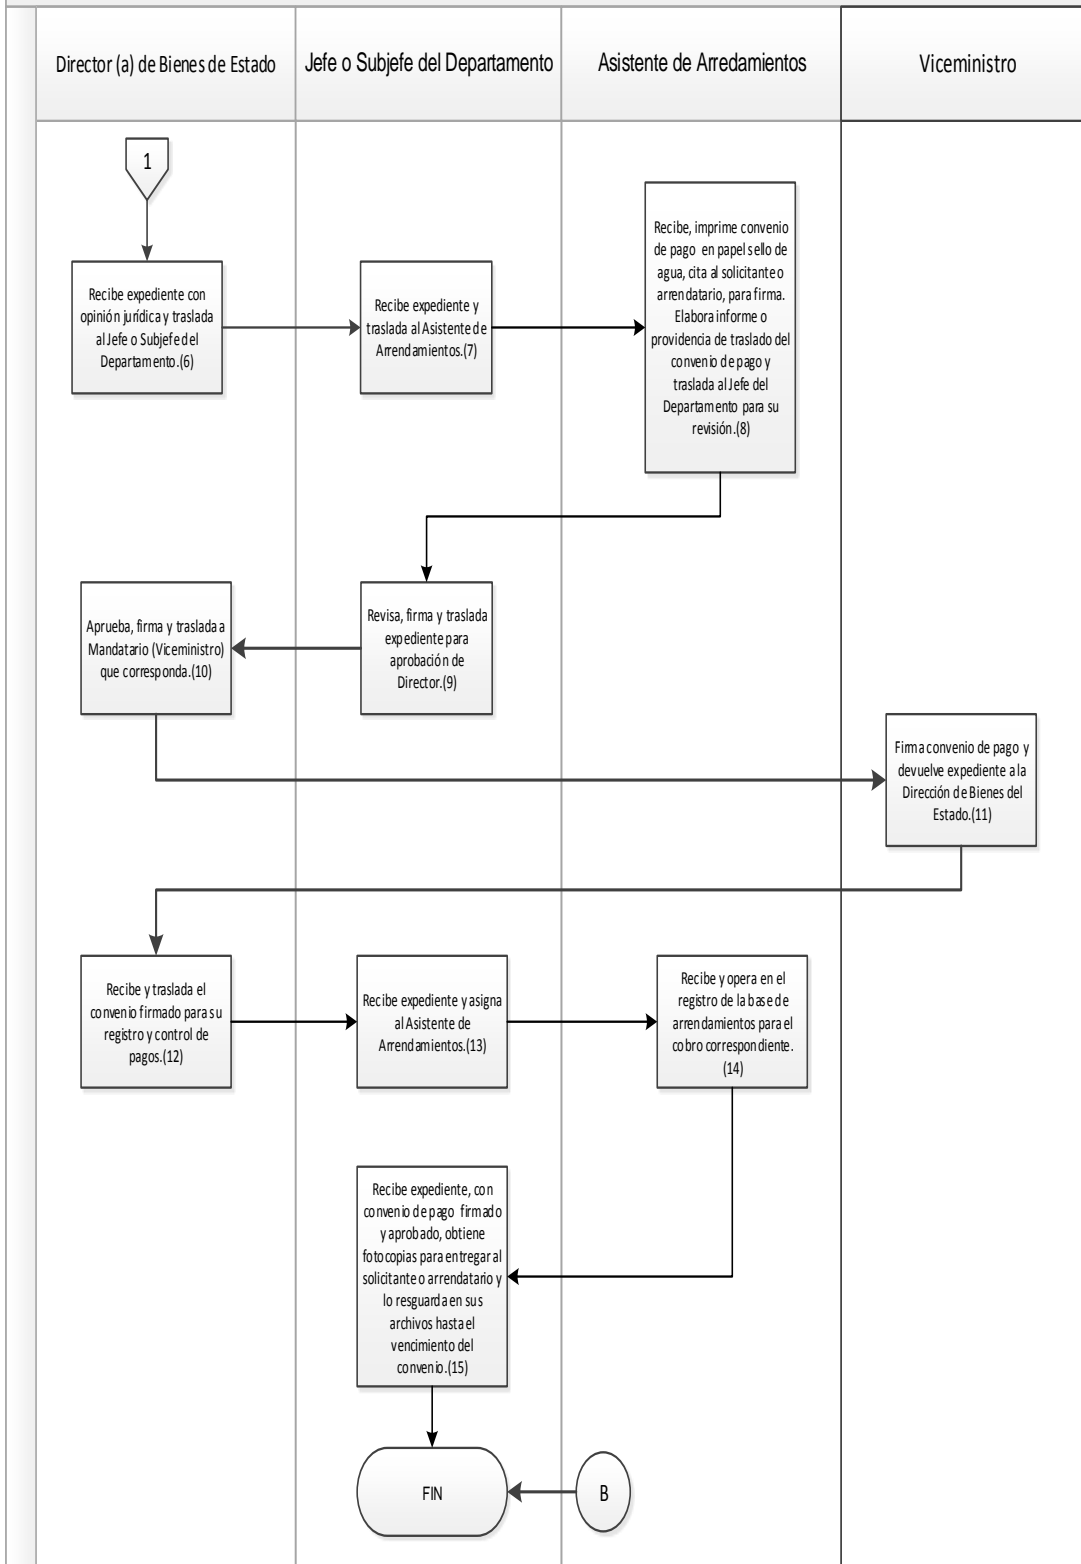 Director (a) de Bienes de Estado
Jefe o Subjefe del Departamento
Asistente de Arredamientos
Viceministro
1
Recibe expediente con
opinión jurídica y traslada
al Jefe o Subjefe del
Departamento.(6)
Recibe expediente y
traslada al Asistente de
Arrendamientos.(7)
Recibe, imprime convenio
de pago en papel sello de
agua, cita al solicitante o
arrendatario, para firma.
Elabora informe o
providencia de traslado del
convenio de pago y
traslada al Jefe del
Departamento para su
revisión.(8)
Revisa, firma y traslada
expediente para
aprobación de
Director.(9)
Aprueba, firma y traslada a
Mandatario (Viceministro)
que corresponda.(10)
Firma convenio de pago y
devuelve expediente a la
Dirección de Bienes del
Estado.(11)
Recibe y traslada el
convenio firmado para su
registro y control de
pagos.(12)
Recibe expediente y asigna
al Asistente de
Arrendamientos.(13)
Recibe y opera en el
registro de la base de
arrendamientos para el
cobro correspondiente.
(14)
Recibe expediente, con
convenio de pago firmado
y aprobado, obtiene
fotocopias para entregar al
solicitante o arrendatario y
lo resguarda en sus
archivos hasta el
vencimiento del
convenio.(15)
FIN
B